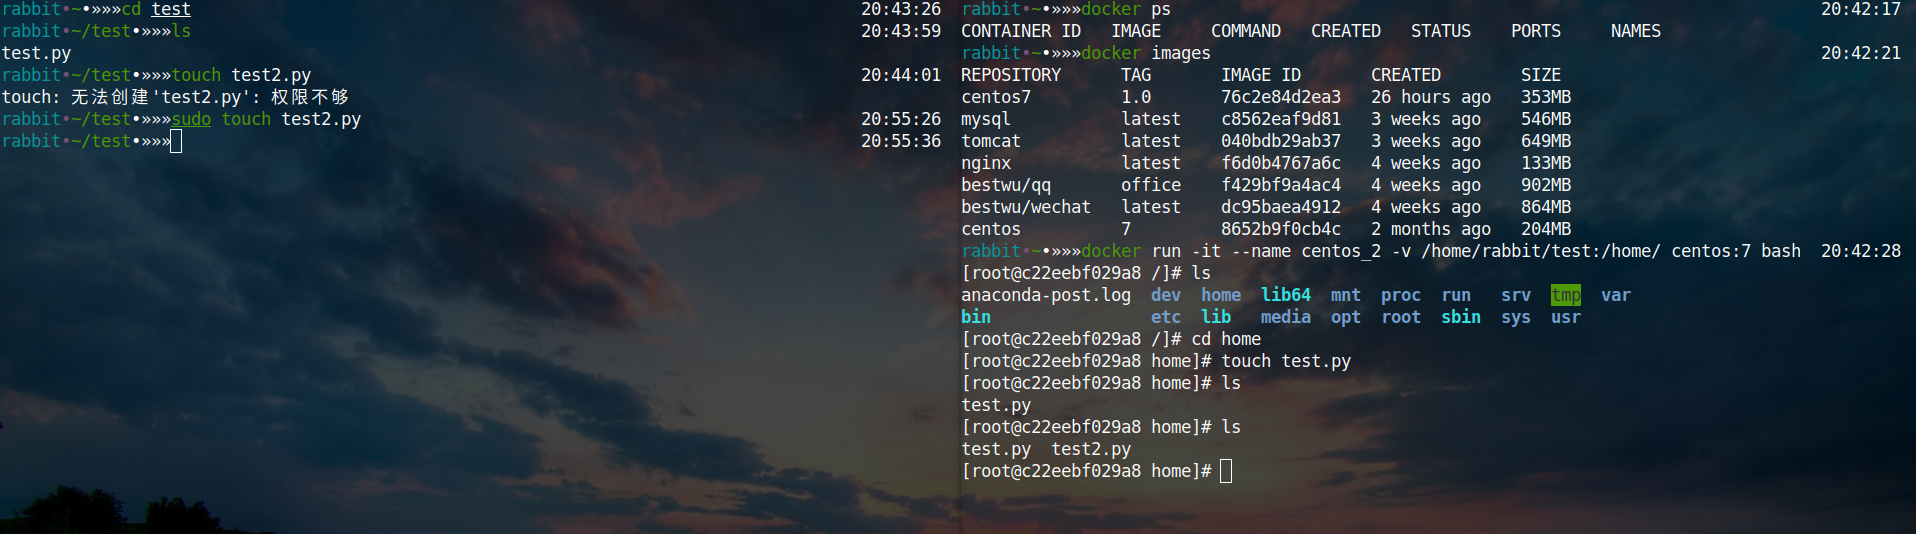 rabbit•~•»»»cd test 20:43:26
rabbit•~/test•»»»ls 20:43:59
test.py
rabbit•~/test•»»»touch test2.py 20:44:01
touch: 无法创建'test2.py': 权限不够
rabbit•~/test•»»»sudo touch test2.py 20:55:26
rabbit•~/test•»»» 20:55:36
rabbit•~•»»»docker ps 20:42:17
CONTAINER ID IMAGE COMMAND CREATED STATUS PORTS NAMES
rabbit•~•»»»docker images 20:42:21
REPOSITORY TAG IMAGE ID CREATED SIZE
centos7 1.0 76c2e84d2ea3 26 hours ago 353MB
mysql latest c8562eaf9d81 3 weeks ago 546MB
tomcat latest 040bdb29ab37 3 weeks ago 649MB
nginx latest f6d0b4767a6c 4 weeks ago 133MB
bestwu/qq office f429bf9a4ac4 4 weeks ago 902MB
bestwu/wechat latest dc95baea4912 4 weeks ago 864MB
centos 7 8652b9f0cb4c 2 months ago 204MB
rabbit•~•»»»docker run -it --name centos_2 -v /home/rabbit/test:/home/ centos:7 bash 20:42:28
[root@c22eebf029a8 /]# ls
anaconda-post.log dev home lib64 mnt proc run srv tmp var
bin etc lib media opt root sbin sys usr
[root@c22eebf029a8 /]# cd home
[root@c22eebf029a8 home]# touch test.py
[root@c22eebf029a8 home]# ls
test.py
[root@c22eebf029a8 home]# ls
test.py test2.py
[root@c22eebf029a8 home]#